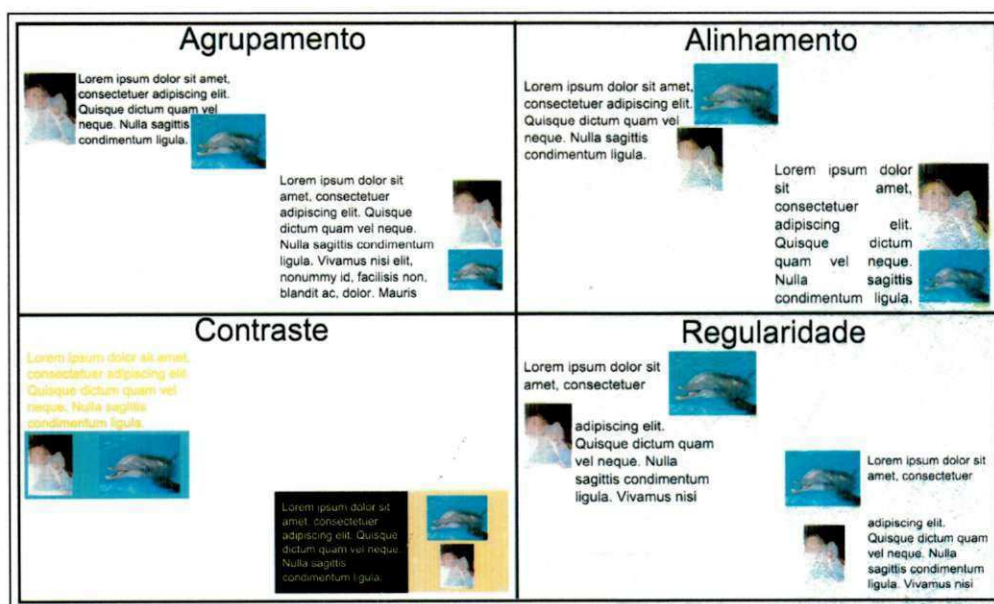 Agrupamento
Lorem ipsum dolor sit amet,
consectetuer adipiscing elit.
Quisque dictum quam vel
neque. Nulla sagittis
condimentum ligula.
Lorem ipsum dolor sit
amet, consectetuer
adipiscing elit. Quisque
dictum quam vel neque.
Nulla sagittis condimentum
ligula. Vivamus nisi elit,
nonummy id, facilisis non,
blandit ac, dolor. Mauris
Alinhamento
Lorem ipsum dolor sit amet,
consectetuer adipiscing elit.
Quisque dictum quam vel
neque. Nulla sagittis
condimentum ligula.
Lorem ipsum dolor
sit amet,
consectetuer
adipiscing elit.
Quisque dictum
quam vel neque.
Nulla sagittis
condimentum ligula.
Contraste
Lorem ipsum dolor sit amet,
consectetuer adipiscing elit.
Quisque dictum quam vel
neque. Nulla sagittis
condimentum ligula.
Lorem ipsum dolor sit
amet, consectetuer
adipiscing elit. Quisque
dictum quam vel neque.
Nulla sagittis
condimentum ligula.
Regularidade
Lorem ipsum dolor sit
amet, consectetuer
adipiscing elit.
Quisque dictum quam
vel neque. Nulla
sagittis condimentum
ligula. Vivamus nisi
Lorem ipsum dolor sit
amet, consectetuer
adipiscing elit.
Quisque dictum quam
vel neque. Nulla
sagittis condimentum
ligula. Vivamus nisi